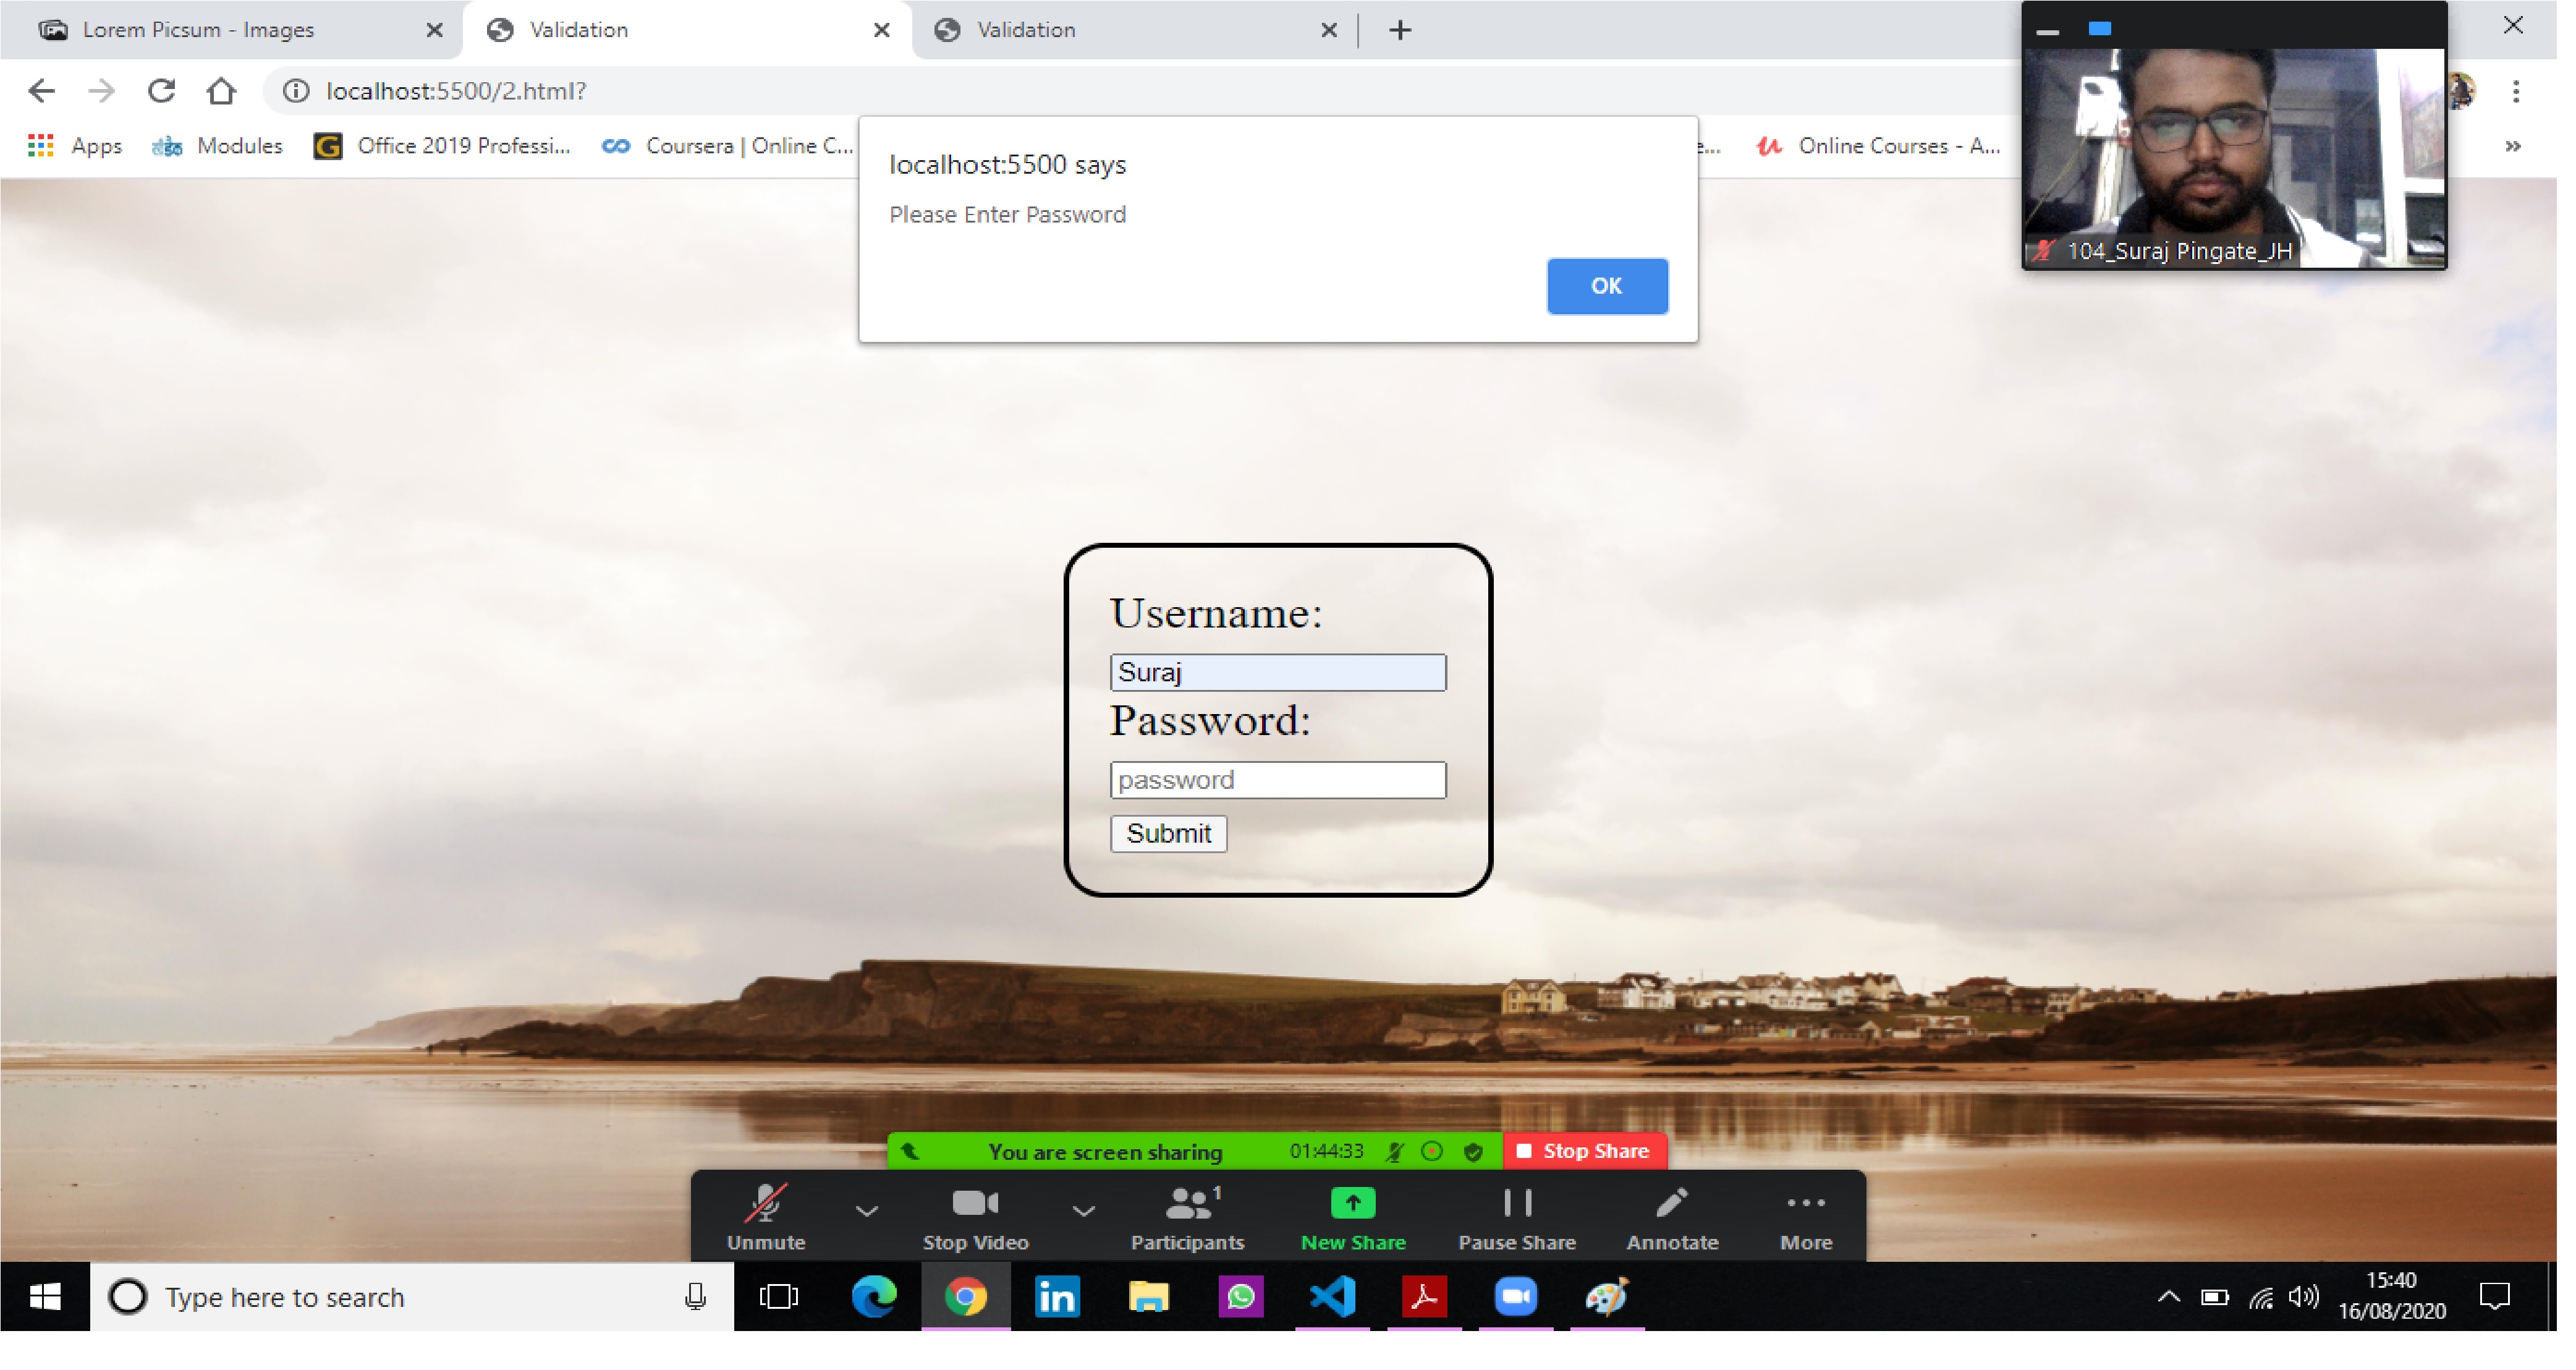 Lorem Picsum - Images
Validation
Validation
localhost:5500/2.html?
Apps
Modules
Office 2019 Professi...
Coursera | Online C...
e...
Online Courses - A...
localhost:5500 says
Please Enter Password
OK
104_Suraj Pingate_JH
Username:
Suraj
Password:
password
Submit
You are screen sharing
01:44:33
Stop Share
Unmute
Stop Video
1
Participants
New Share
Pause Share
Annotate
More
Type here to search
15:40
16/08/2020